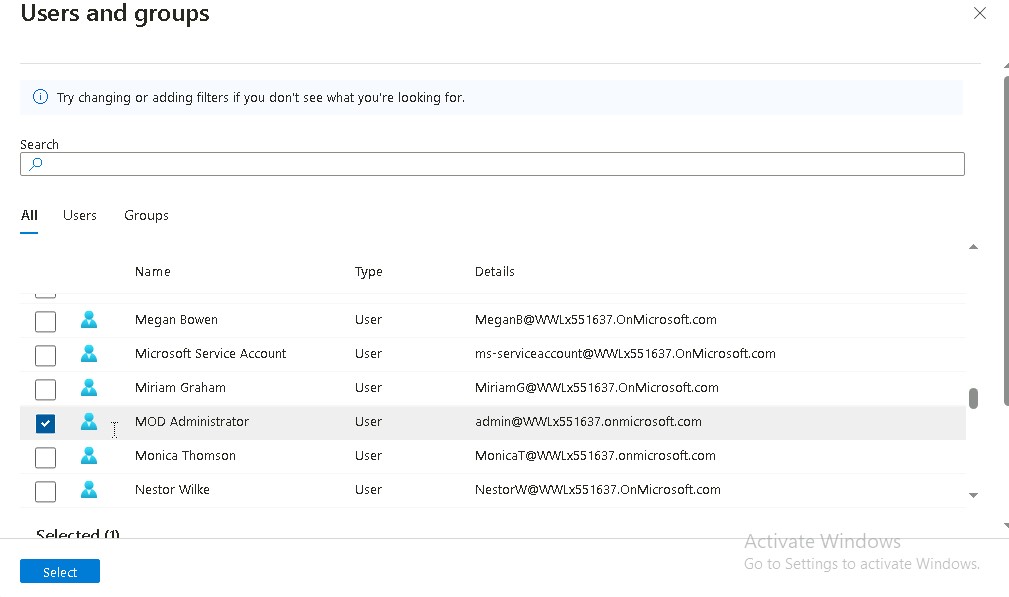 Users and groups
Try changing or adding filters if you don't see what you're looking for.
Search
All Users Groups
Name Type Details
Megan Bowen User MeganB@WWLx551637.OnMicrosoft.com
Microsoft Service Account User ms-serviceaccount@WWLx551637.OnMicrosoft.com
Miriam Graham User MiriamG@WWLx551637.OnMicrosoft.com
MOD Administrator User admin@WWLx551637.onmicrosoft.com
Monica Thomson User MonicaT@WWLx551637.onmicrosoft.com
Nestor Wilke User NestorW@WWLx551637.OnMicrosoft.com
Selected (1)
Activate Windows
Go to Settings to activate Windows.
Select